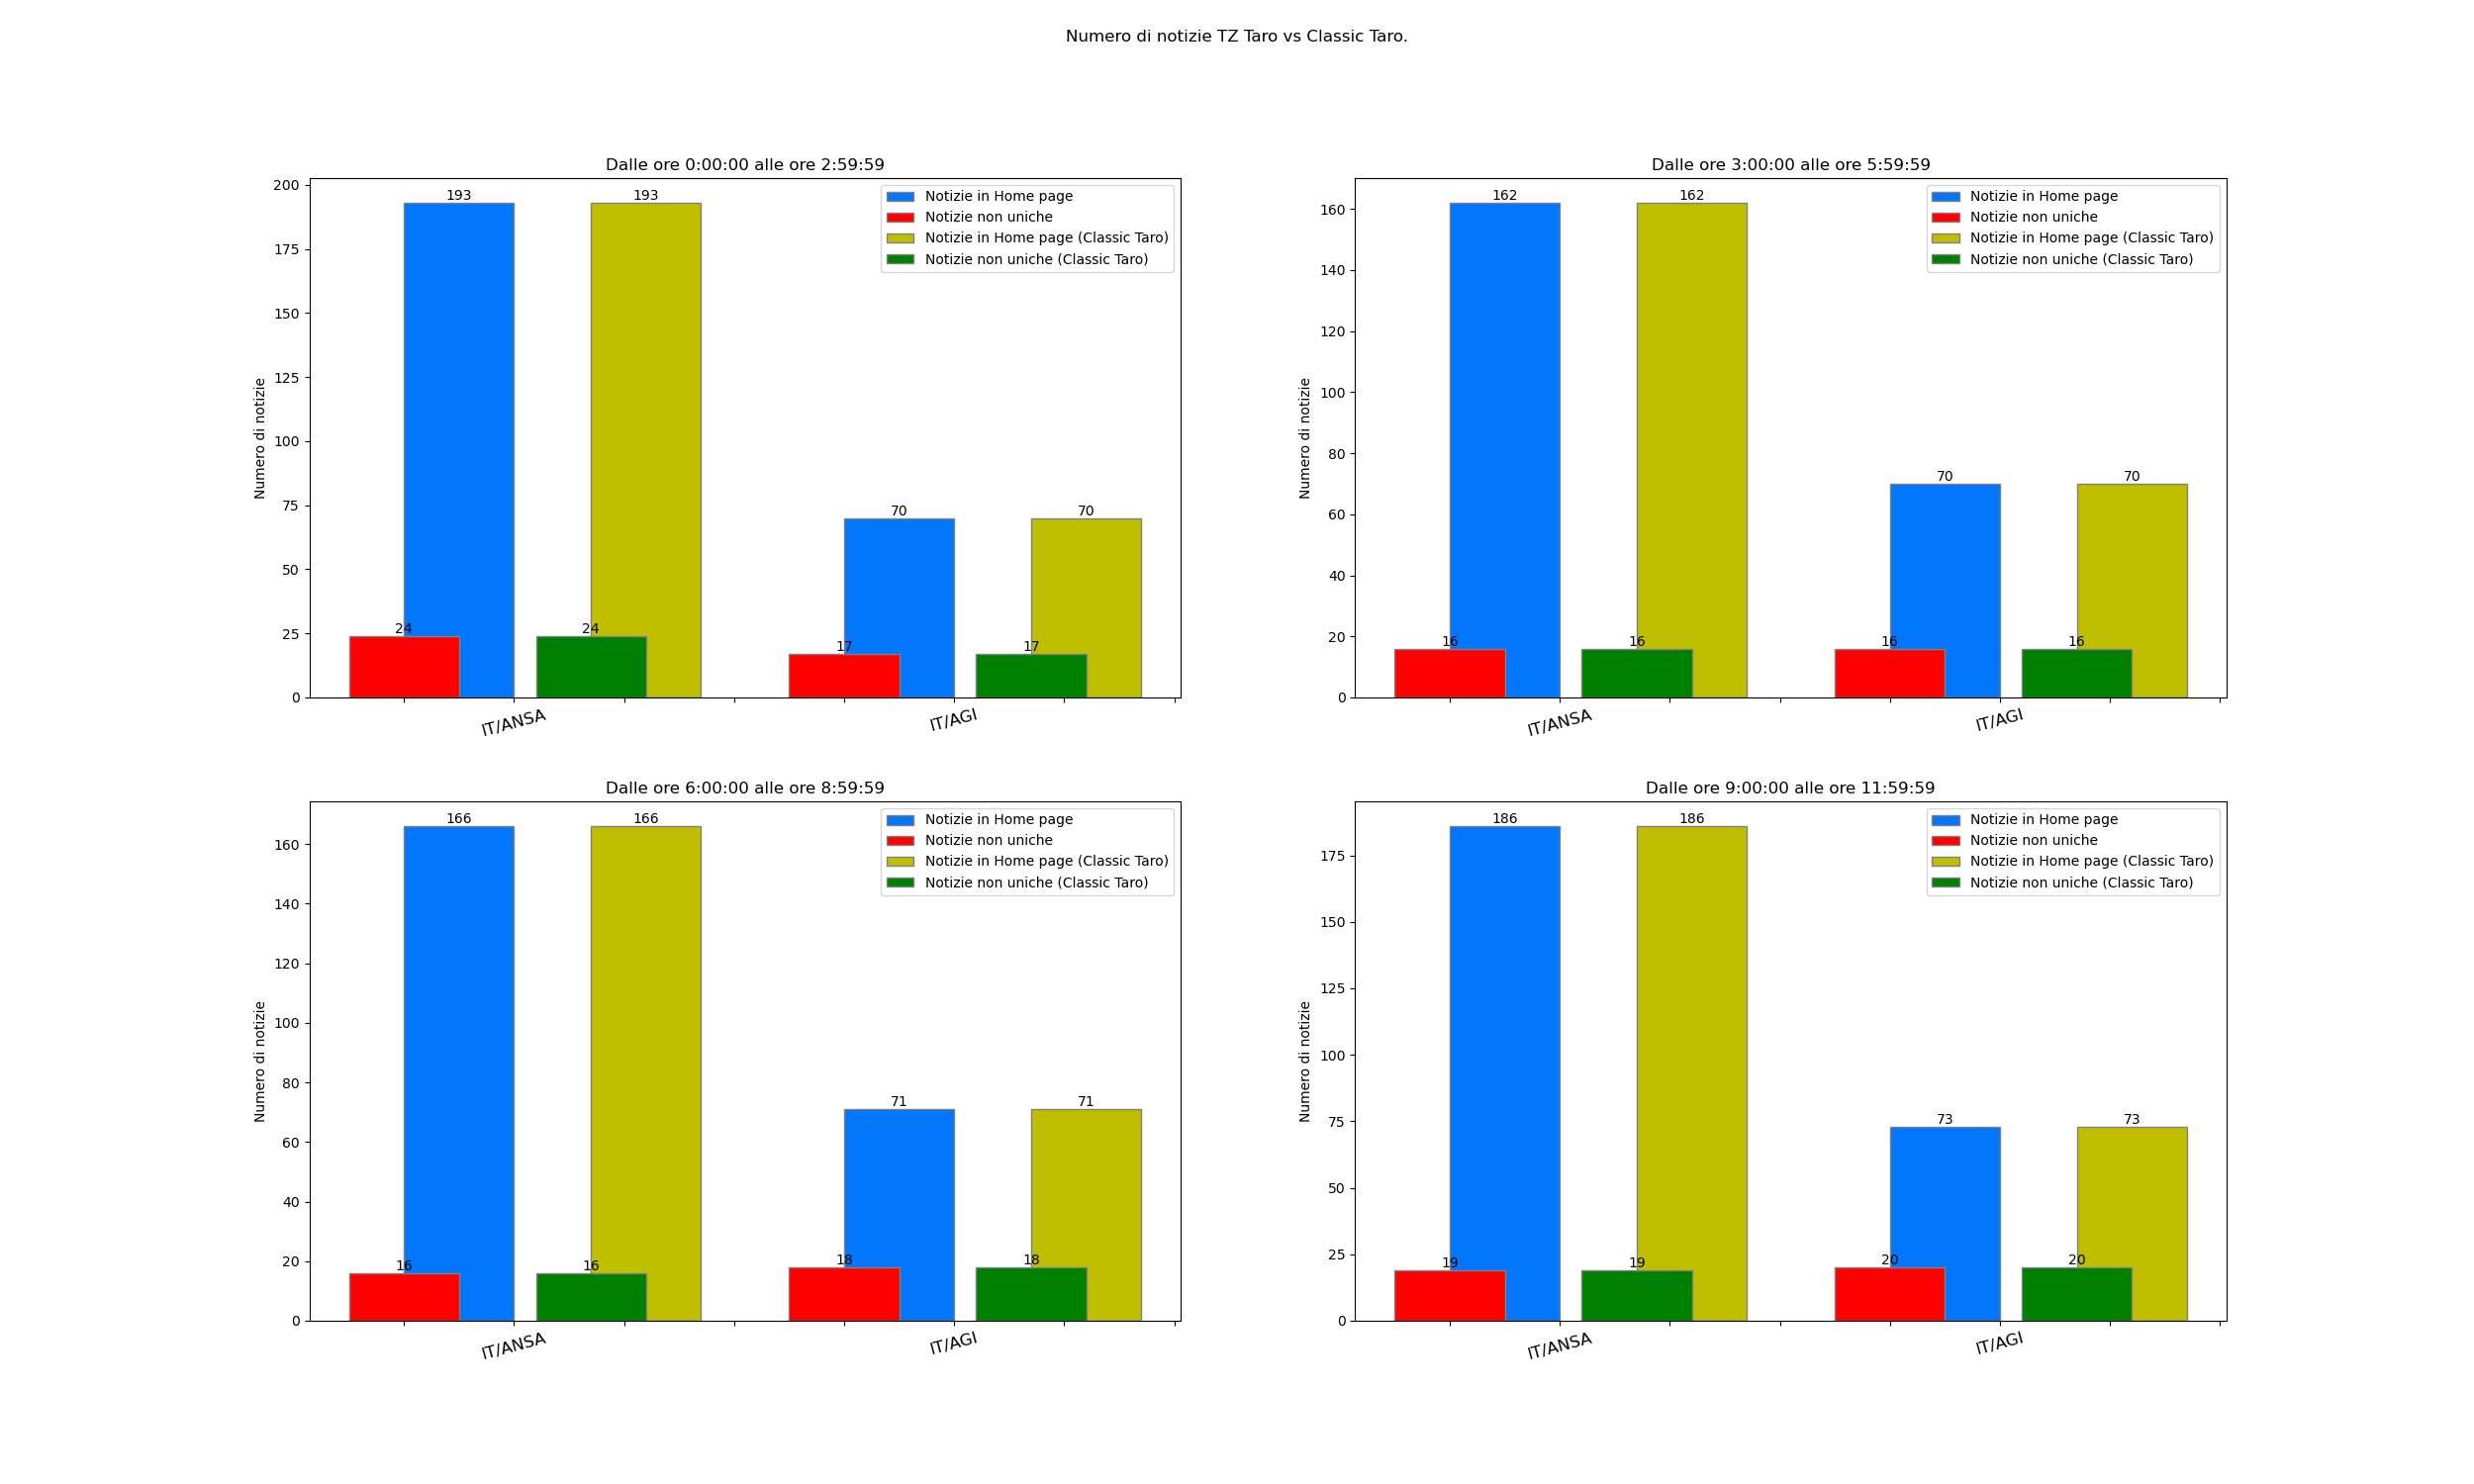 Numero di notizie TZ Taro vs Classic Taro.
Dalle ore 0:00:00 alle ore 2:59:59
Numero di notizie
200
175
150
125
100
75
50
25
0
193
193
24
24
70
70
17
17
Notizie in Home page
Notizie non uniche
Notizie in Home page (Classic Taro)
Notizie non uniche (Classic Taro)
IT/ANSA
IT/AGI
Dalle ore 3:00:00 alle ore 5:59:59
Numero di notizie
160
140
120
100
80
60
40
20
0
162
162
16
16
70
70
16
16
Notizie in Home page
Notizie non uniche
Notizie in Home page (Classic Taro)
Notizie non uniche (Classic Taro)
IT/ANSA
IT/AGI
Dalle ore 6:00:00 alle ore 8:59:59
Numero di notizie
160
140
120
100
80
60
40
20
0
166
166
16
16
71
71
18
18
Notizie in Home page
Notizie non uniche
Notizie in Home page (Classic Taro)
Notizie non uniche (Classic Taro)
IT/ANSA
IT/AGI
Dalle ore 9:00:00 alle ore 11:59:59
Numero di notizie
175
150
125
100
75
50
25
0
186
186
19
19
73
73
20
20
Notizie in Home page
Notizie non uniche
Notizie in Home page (Classic Taro)
Notizie non uniche (Classic Taro)
IT/ANSA
IT/AGI